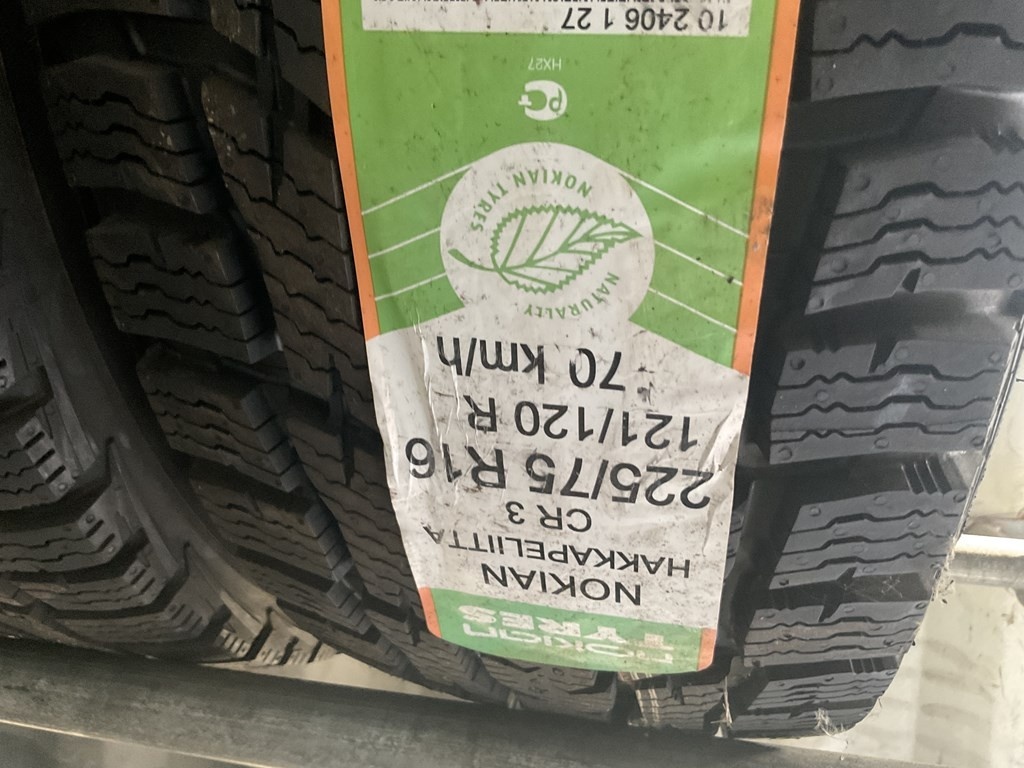 NOKIAN
TYRES
NOKIAN
HAKKAPELIITTA
CR 3
225/75 R16
121/120 R
70 km/h
NATURALLY
NOKIAN TYRES
PC+
HX27
10 2406 1 27